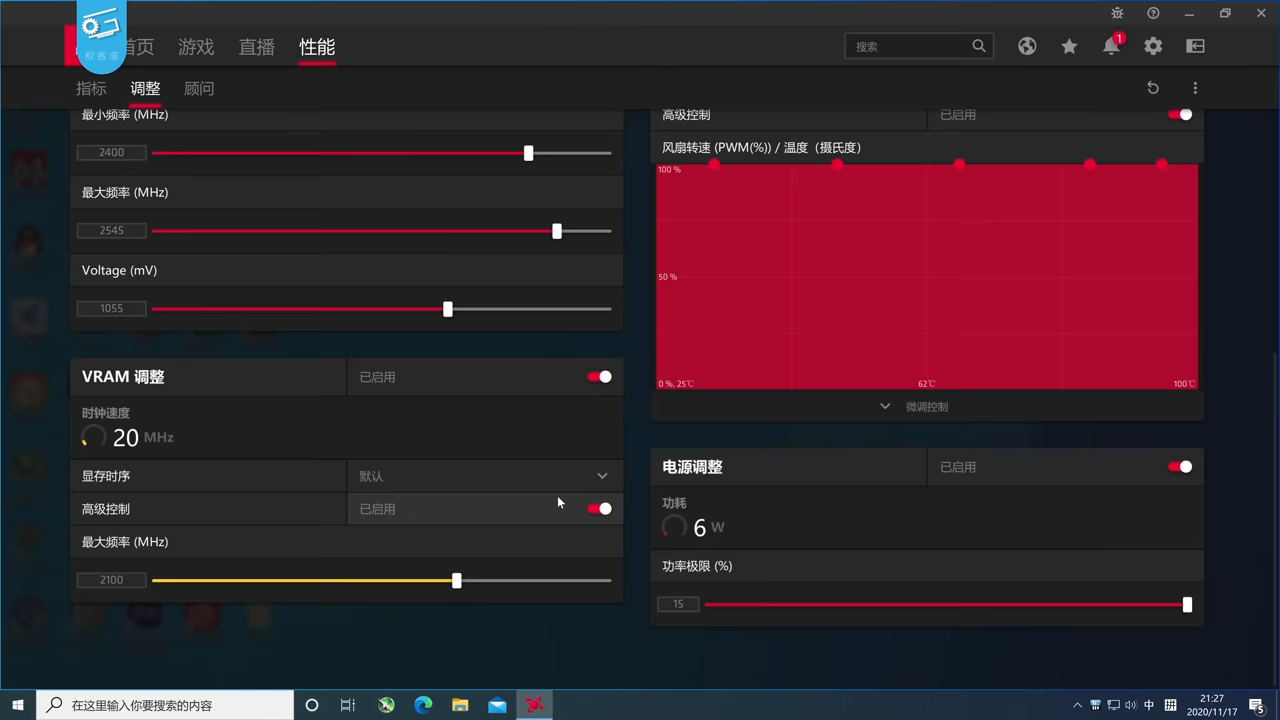 极客湾
首页
游戏
直播
性能
搜索
1
指标
调整
顾问
最小频率 (MHz)
2400
最大频率 (MHz)
2545
Voltage (mV)
1055
VRAM 调整
已启用
时钟速度
20 MHz
显存时序
默认
高级控制
已启用
最大频率 (MHz)
2100
高级控制
已启用
风扇转速 (PWM(%)) / 温度（摄氏度）
100 %
50 %
0 %, 25℃
62℃
100℃
微调控制
电源调整
已启用
功耗
6 W
功率极限 (%)
15
在这里输入你要搜索的内容
中
拼
21:27
2020/11/17
5